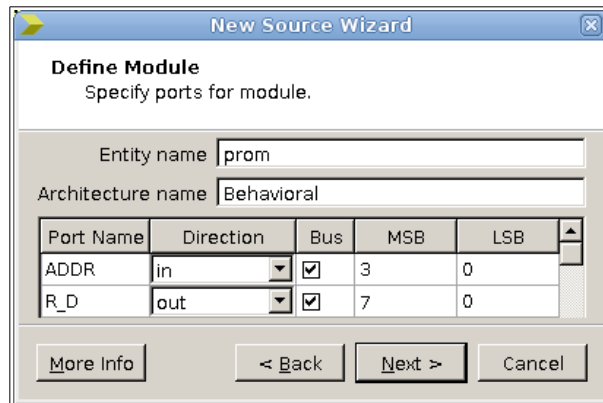 New Source Wizard
Define Module
Specify ports for module.
Entity name prom
Architecture name Behavioral
Port Name Direction Bus MSB LSB
ADDR in 3 0
R_D out 7 0
More Info < Back Next > Cancel